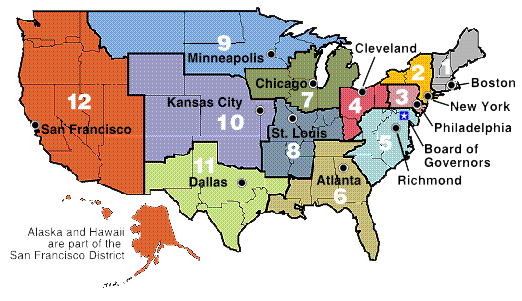 Cleveland
9
Minneapolis
2
1
Chicago
7
Boston
12
Kansas City
4
3
New York
San Francisco
10
St. Louis
Philadelphia
5
8
Board of
Governors
11
Dallas
Atlanta
6
Richmond
Alaska and Hawaii
are part of the
San Francisco District